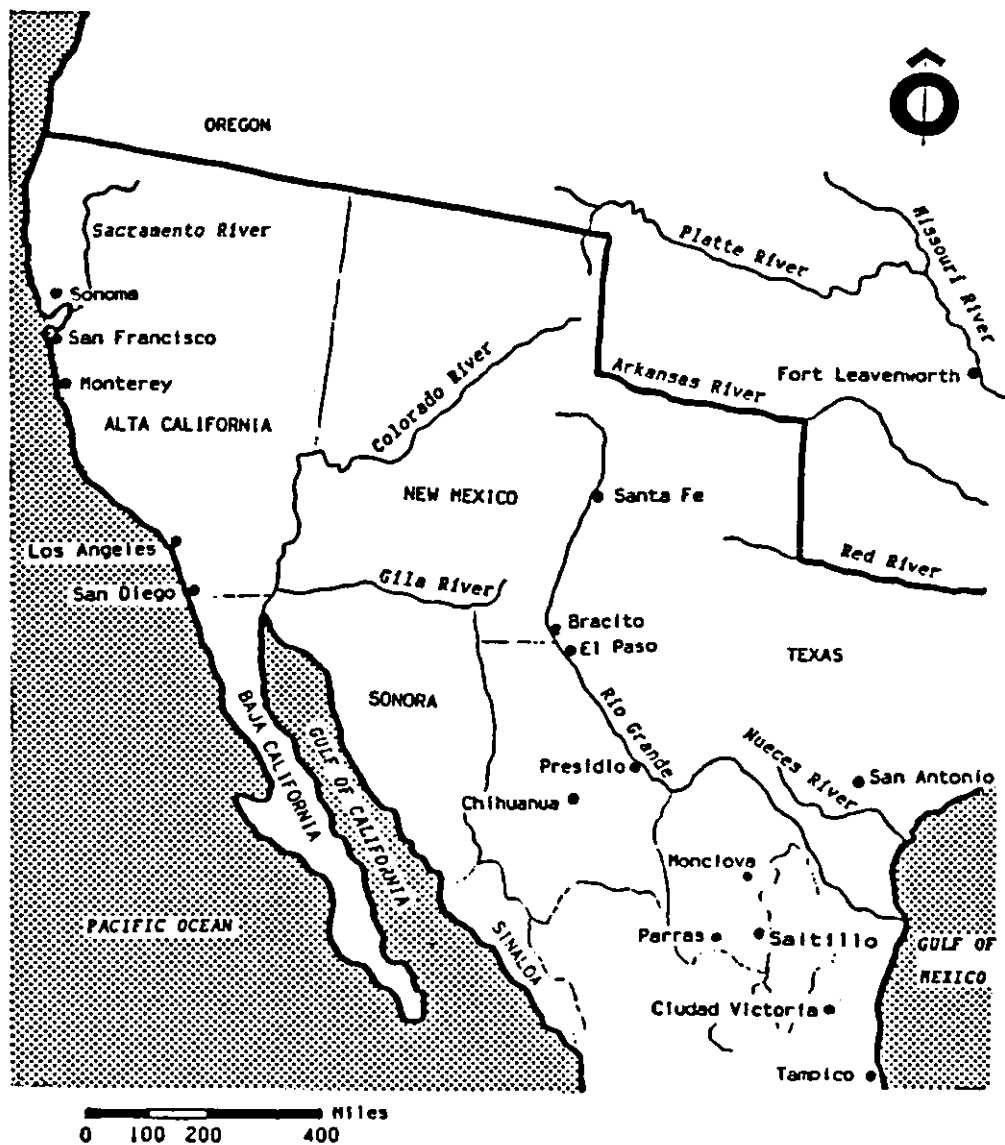 OREGON
Sacramento River
Platte River
Missouri River
Sonoma
San Francisco
Monterey
Fort Leavenworth
Arkansas River
Colorado River
ALTA CALIFORNIA
NEW MEXICO
Santa Fe
Los Angeles
Red River
San Diego
Gila River
Bracito
El Paso
TEXAS
SONORA
Rio Grande
BAJA CALIFORNIA
GULF OF CALIFORNIA
Nueces River
Presidio
San Antonio
Chihuanua
Monclova
PACIFIC OCEAN
SINALOA
Parras
Saltillo
GULF OF
MEXICO
Ciudad Victoria
Tampico
Miles
0 100 200 400